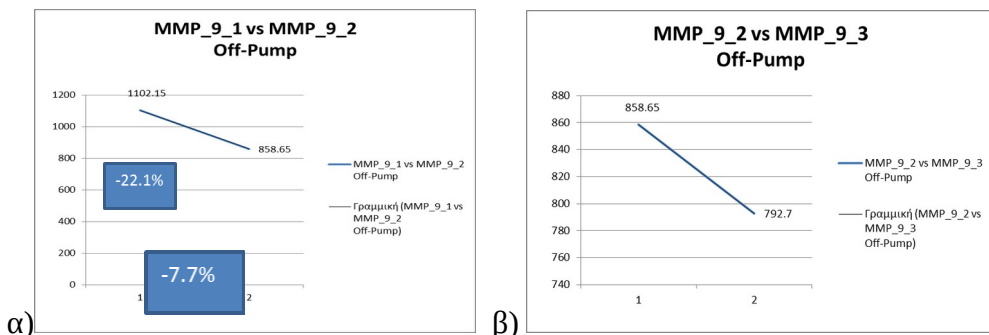 MMP_9_1 vs MMP_9_2
Off-Pump
1200
1000
800
600
400
200
0
1102.15
858.65
-22.1%
-7.7%
1
2
MMP_9_1 vs MMP_9_2
Off-Pump
Γραμμική (MMP_9_1 vs
MMP_9_2
Off-Pump)
α)
MMP_9_2 vs MMP_9_3
Off-Pump
880
860
840
820
800
780
760
740
858.65
792.7
1
2
MMP_9_2 vs MMP_9_3
Off-Pump
Γραμμική (MMP_9_2 vs
MMP_9_3
Off-Pump)
β)